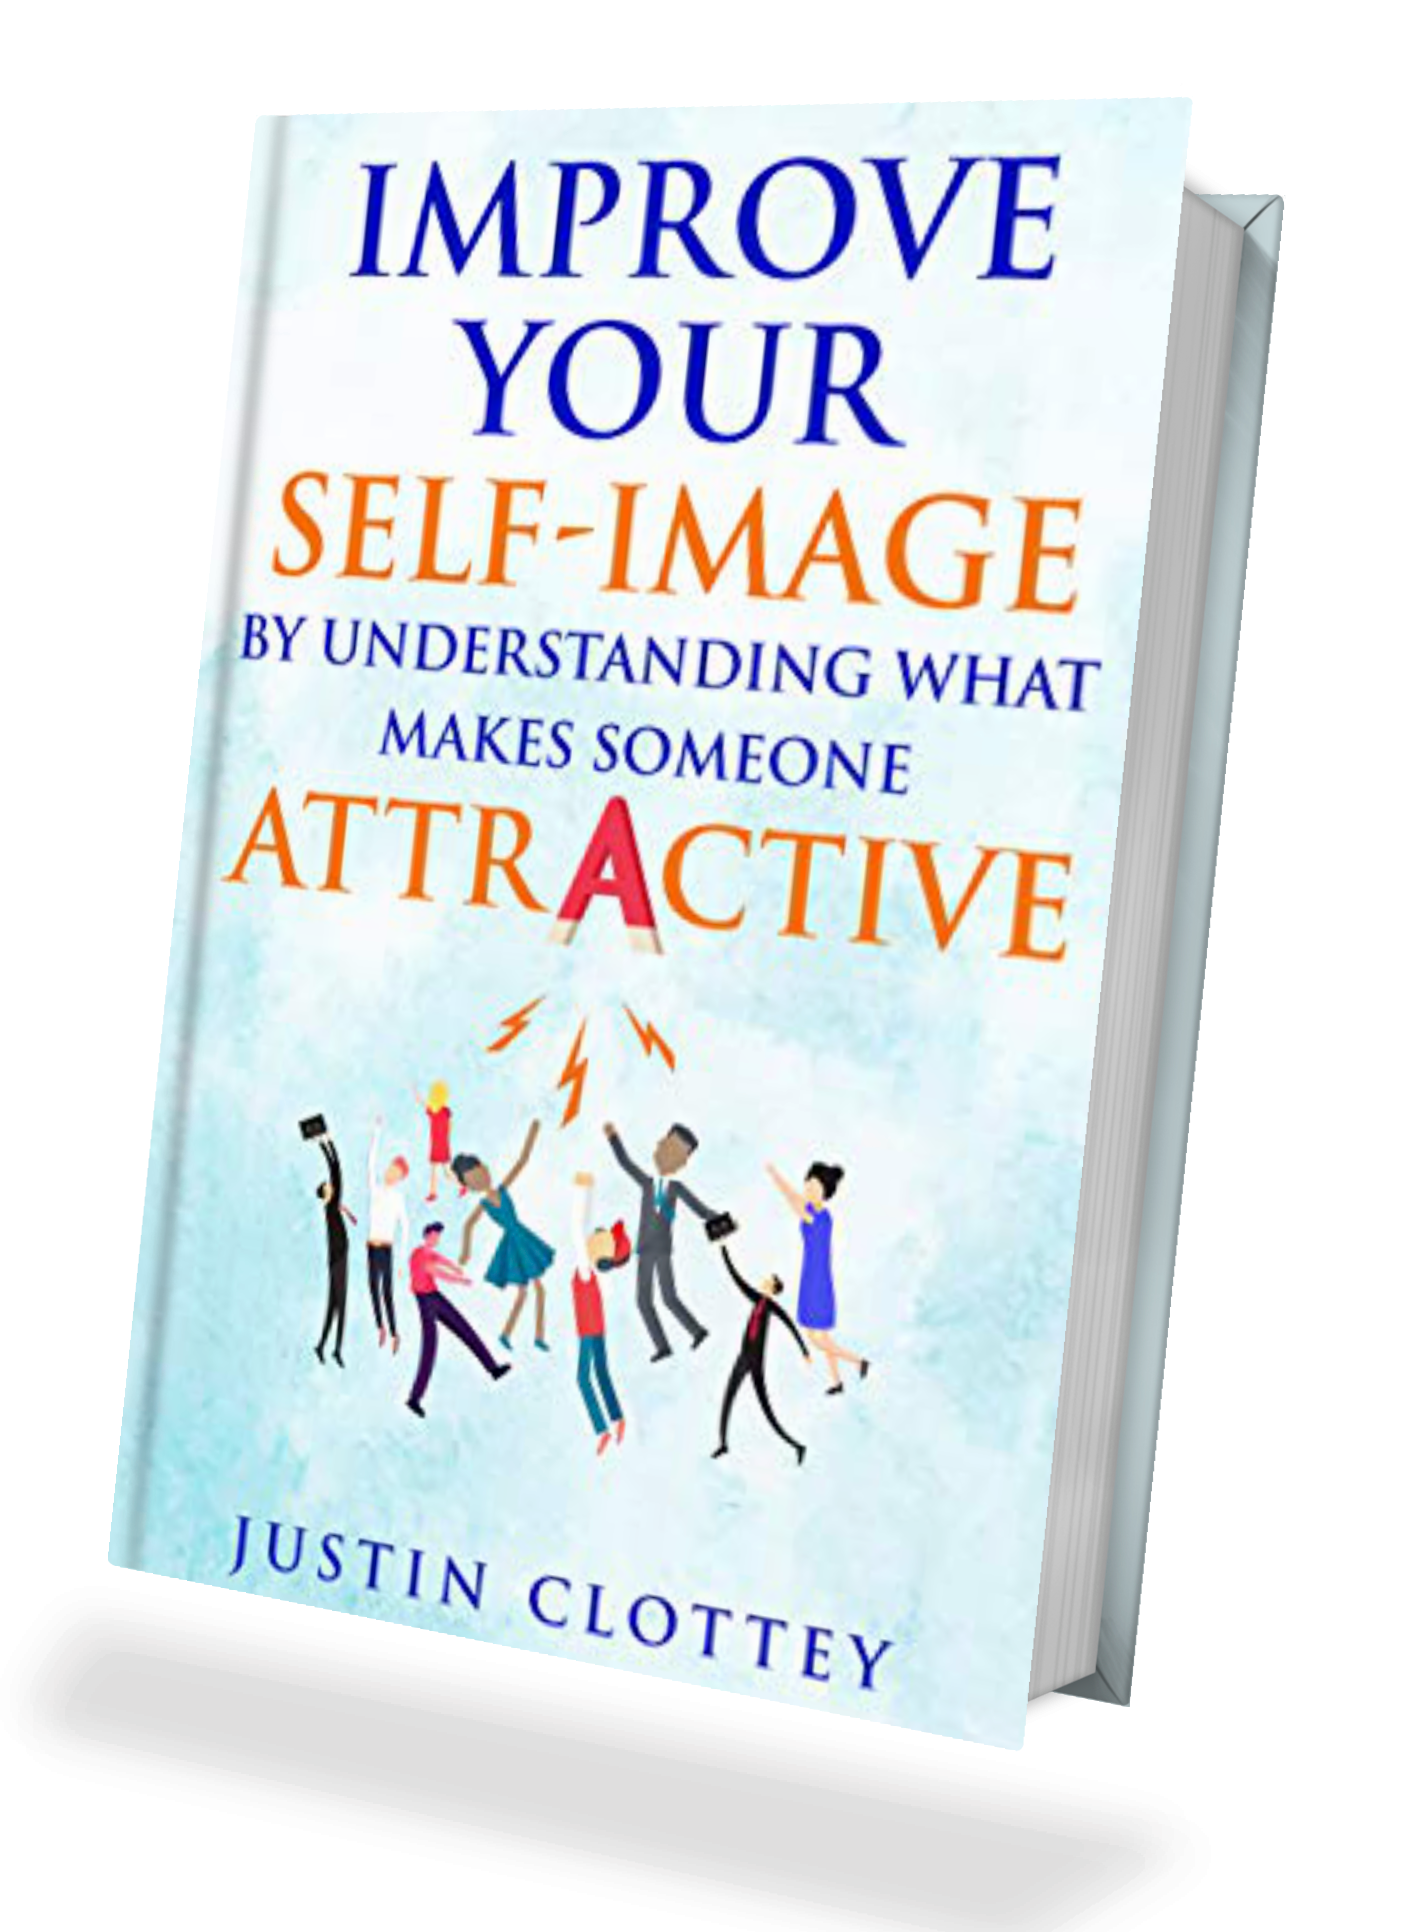 IMPROVE
YOUR
SELF-IMAGE
BY UNDERSTANDING WHAT
MAKES SOMEONE
ATTRACTIVE
JUSTIN CLOTTEY